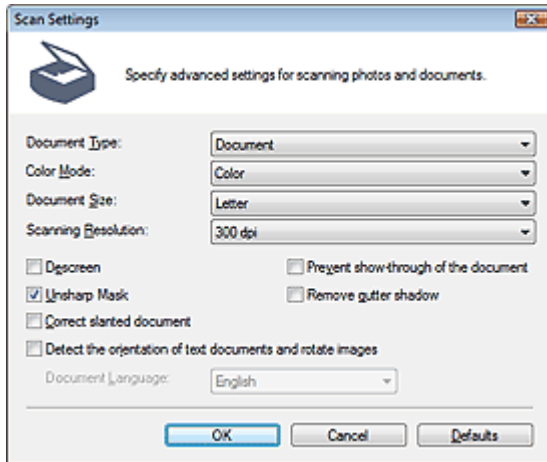 Scan Settings
Specify advanced settings for scanning photos and documents.
Document Type: Document
Color Mode: Color
Document Size: Letter
Scanning Resolution: 300 dpi
Descreen Prevent show-through of the document
Unsharp Mask Remove gutter shadow
Correct slanted document
Detect the orientation of text documents and rotate images
Document Language: English
OK Cancel Defaults